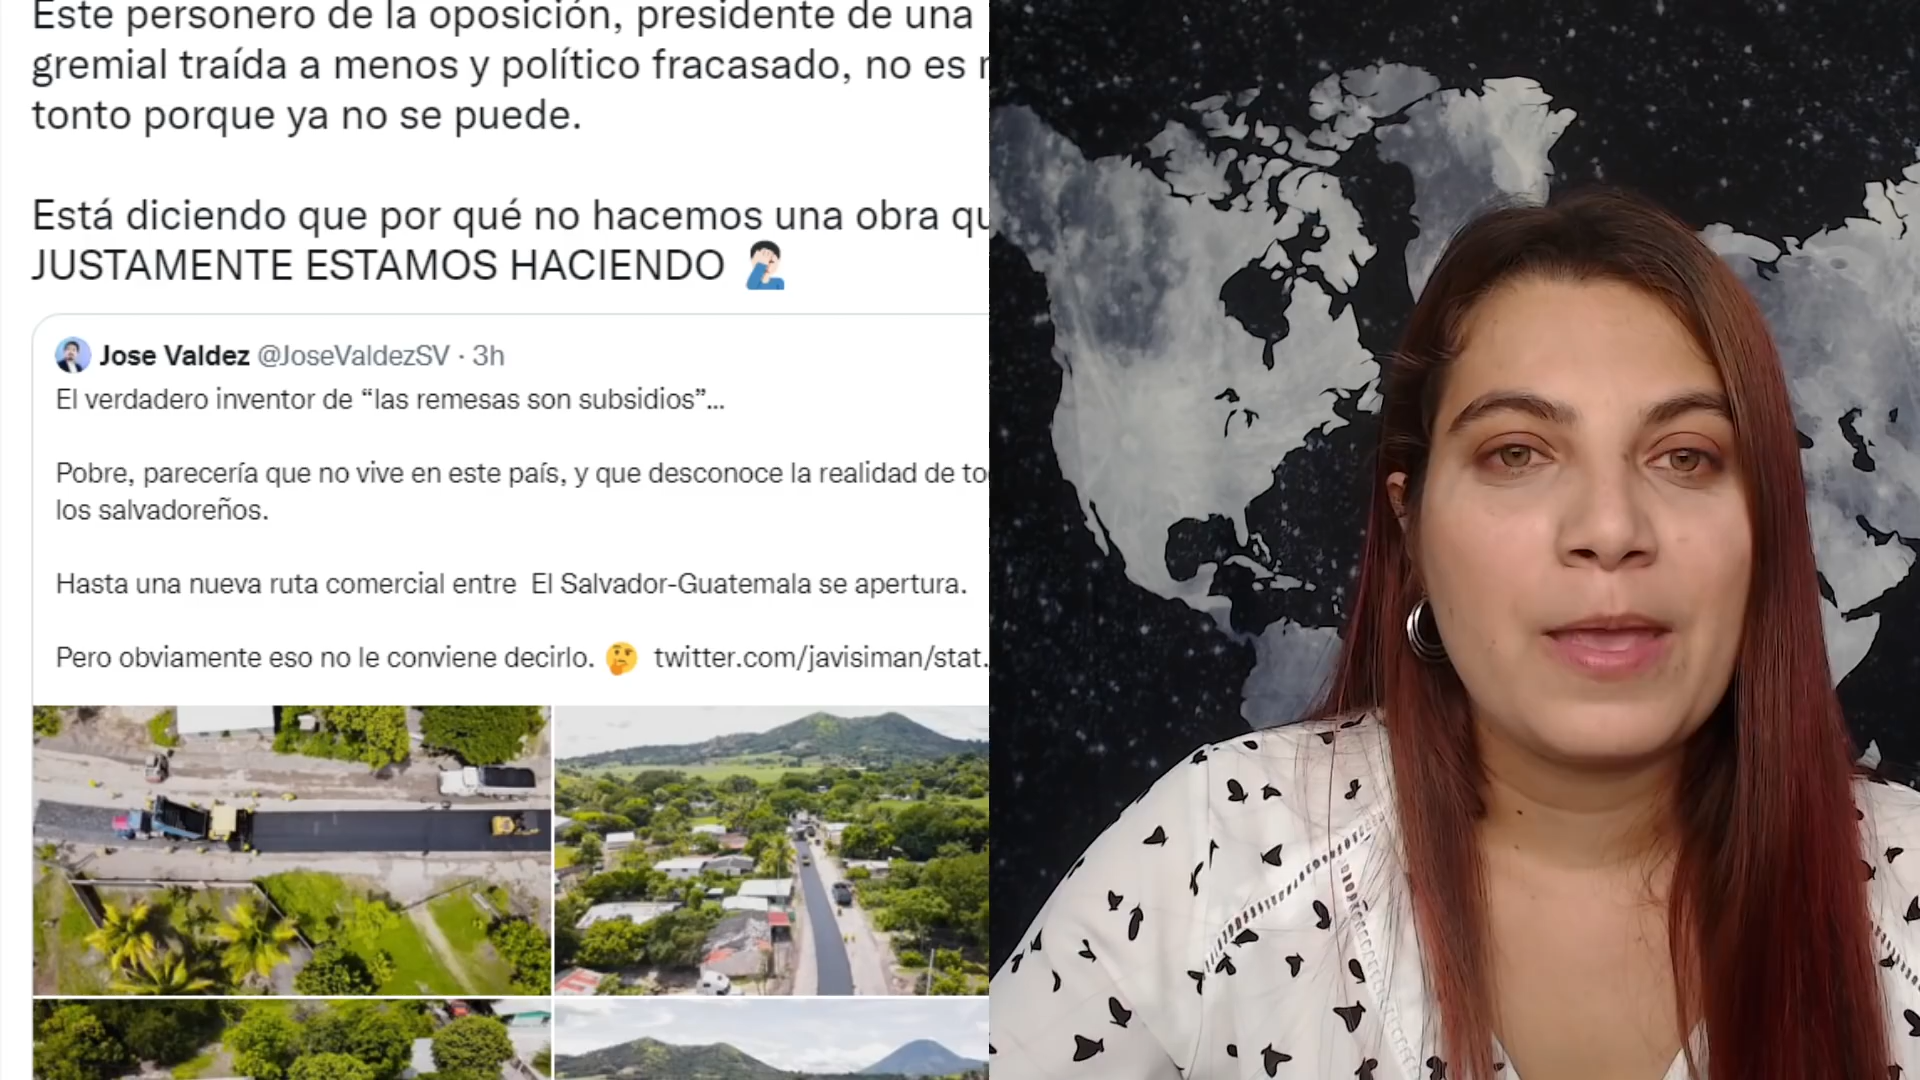 Este personero de la oposición, presidente de una
gremial traída a menos y político fracasado, no es
tonto porque ya no se puede.
Está diciendo que por qué no hacemos una obra
JUSTAMENTE ESTAMOS HACIENDO 🤦🏻‍♂️
Jose Valdez @JoseValdezSV · 3h
El verdadero inventor de “las remesas son subsidios”...
Pobre, parecería que no vive en este país, y que desconoce la realidad de
los salvadoreños.
Hasta una nueva ruta comercial entre El Salvador-Guatemala se apertura.
Pero obviamente eso no le conviene decirlo. 🤔 twitter.com/javisiman/stat.